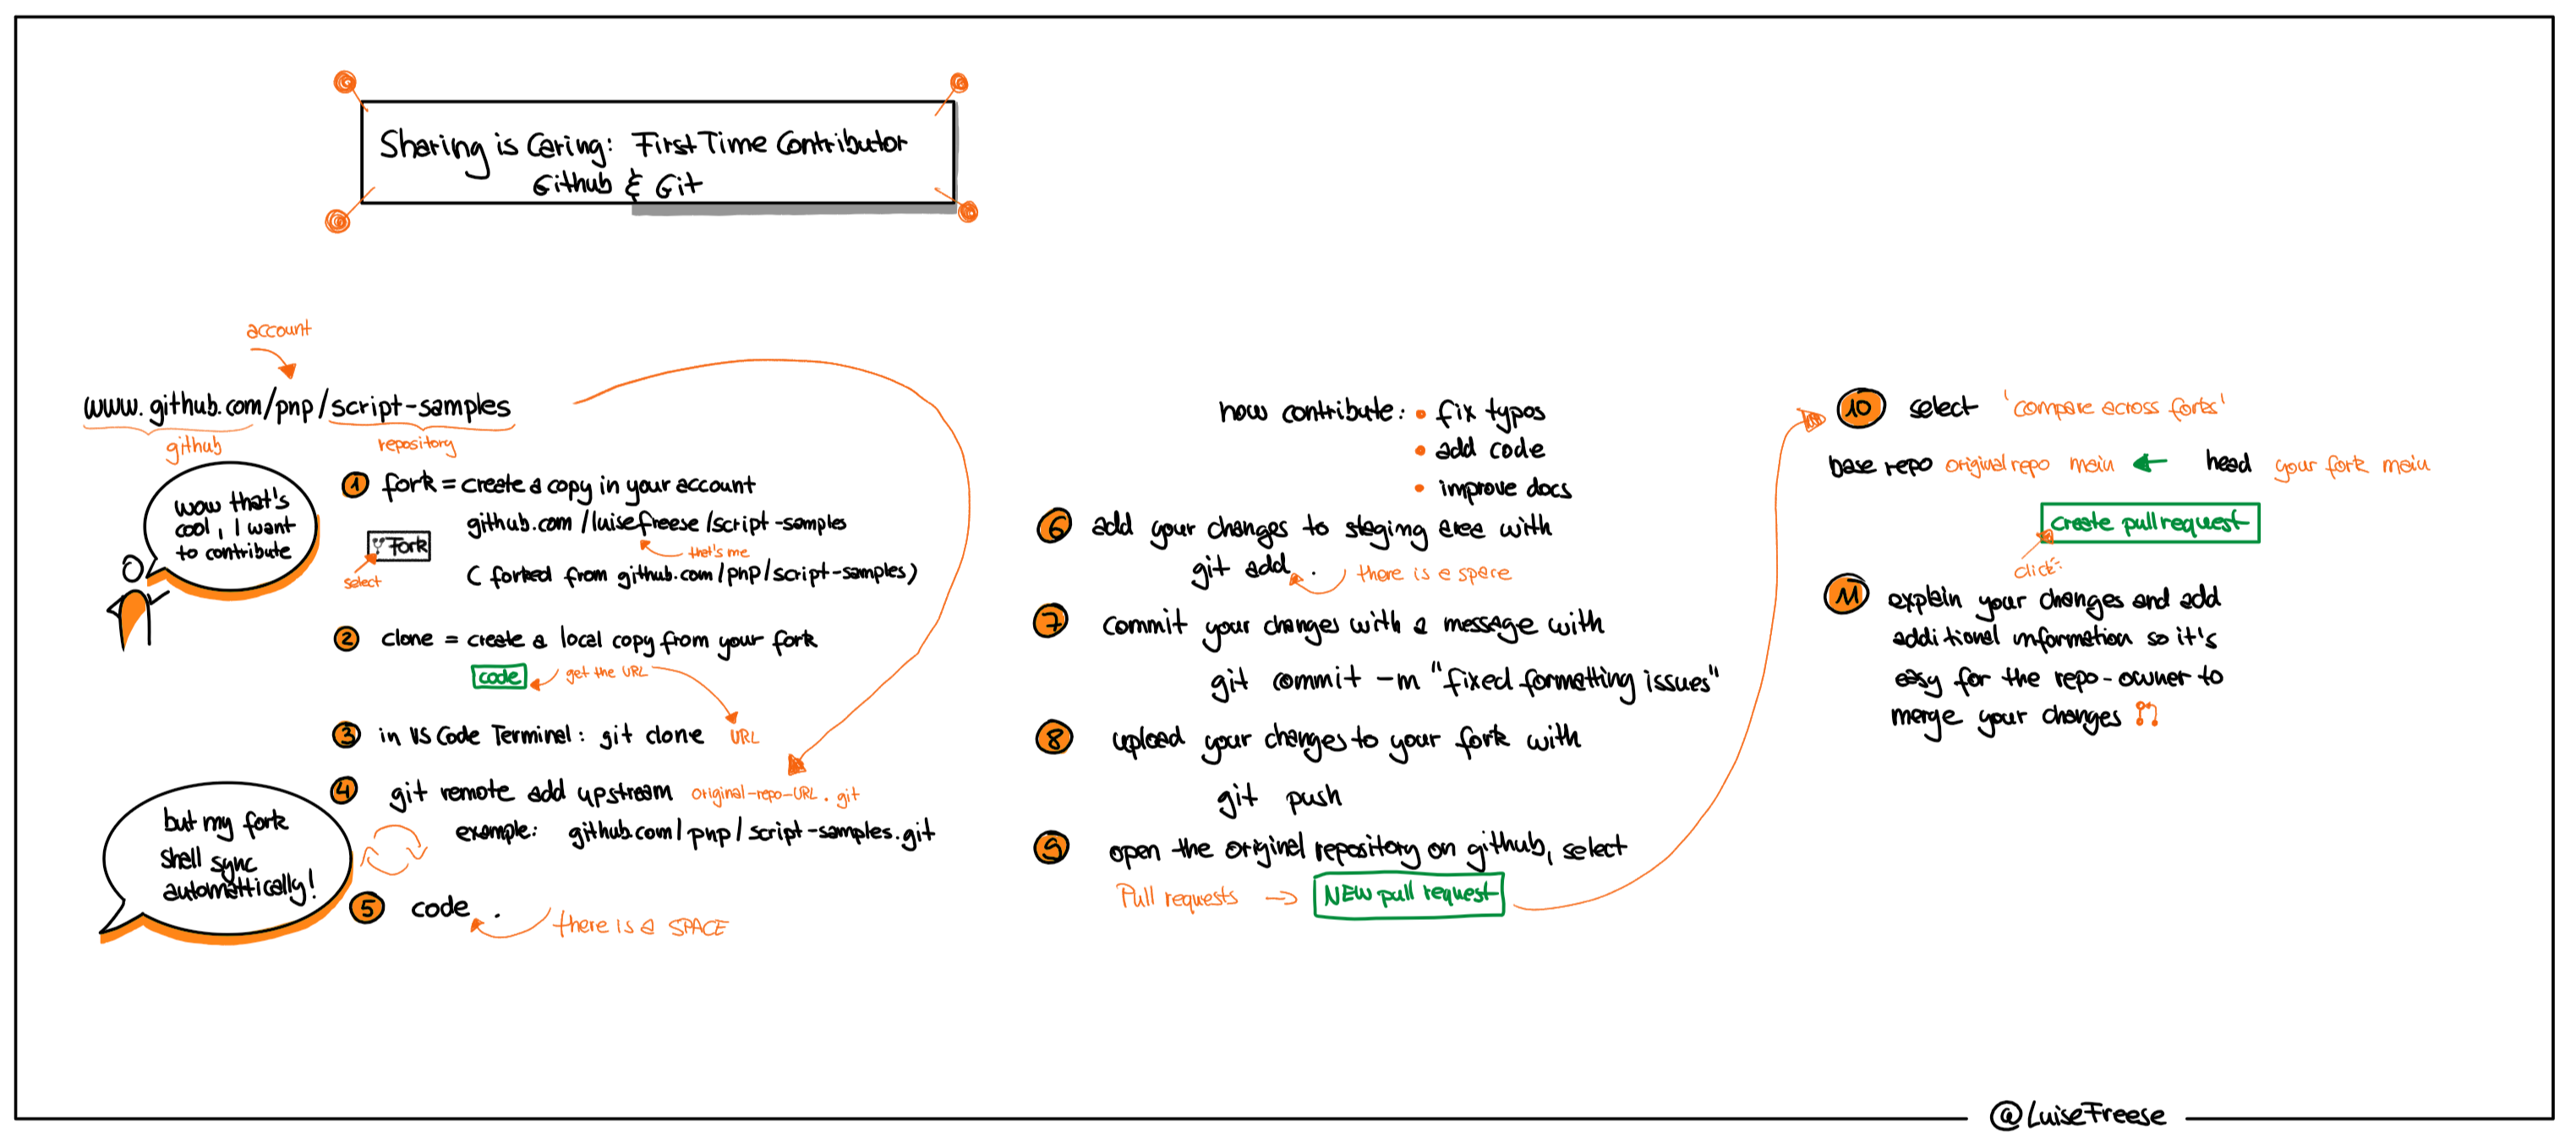 Sharing is Caring: First Time Contributor
Github & Git
account
www.github.com/pnp/script-samples
github
repository
wow that's
cool, I want
to contribute
1 fork = create a copy in your account
github.com/luisefreese/script-samples
Fork
that's me
select
( forked from github.com/pnp/script-samples)
2 clone = create a local copy from your fork
code
get the URL
3 in VS Code Terminal: git clone URL
4 git remote add upstream original-repo-URL.git
example: github.com/pnp/script-samples.git
but my fork
shall sync
automattically!
5 code .
there is a SPACE
now contribute: • fix typos
• add code
• improve docs
6 add your changes to staging area with
git add .
there is a space
7 commit your changes with a message with
git commit -m "fixed formatting issues"
8 upload your changes to your fork with
git push
9 open the original repository on github, select
Pull requests → NEW pull request
10 select 'compare across forks'
base repo original repo main ← head your fork main
create pull request
click
11 explain your changes and add
additional information so it's
easy for the repo-owner to
merge your changes
@LuiseFreese